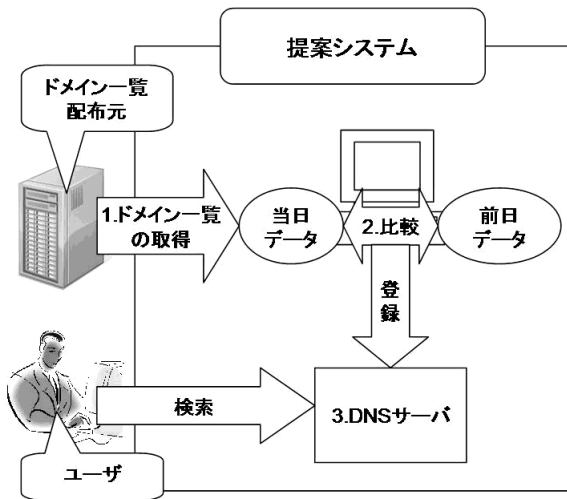 提案システム
ドメイン一覧
配布元
1.ドメイン一覧
の取得
当日
データ
2.比較
前日
データ
登
録
検索
3.DNSサーバ
ユーザ